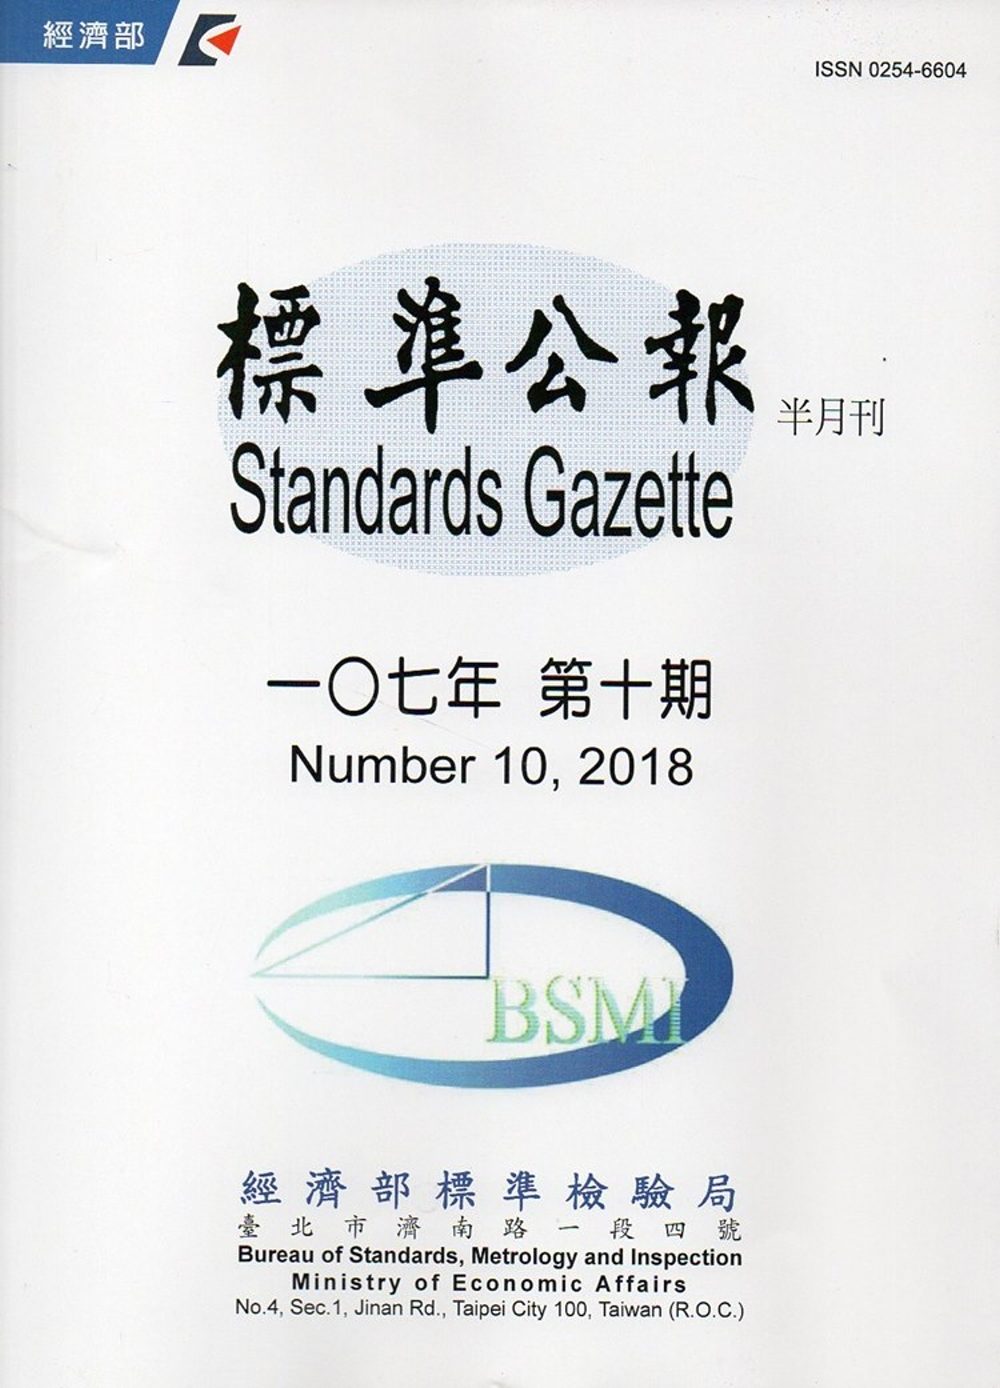 經濟部
ISSN 0254-6604
標準公報
半月刊
Standards Gazette
一〇七年 第十期
Number 10, 2018
BSMI
經濟部標準檢驗局
臺北市濟南路一段四號
Bureau of Standards, Metrology and Inspection
Ministry of Economic Affairs
No.4, Sec.1, Jinan Rd., Taipei City 100, Taiwan (R.O.C.)